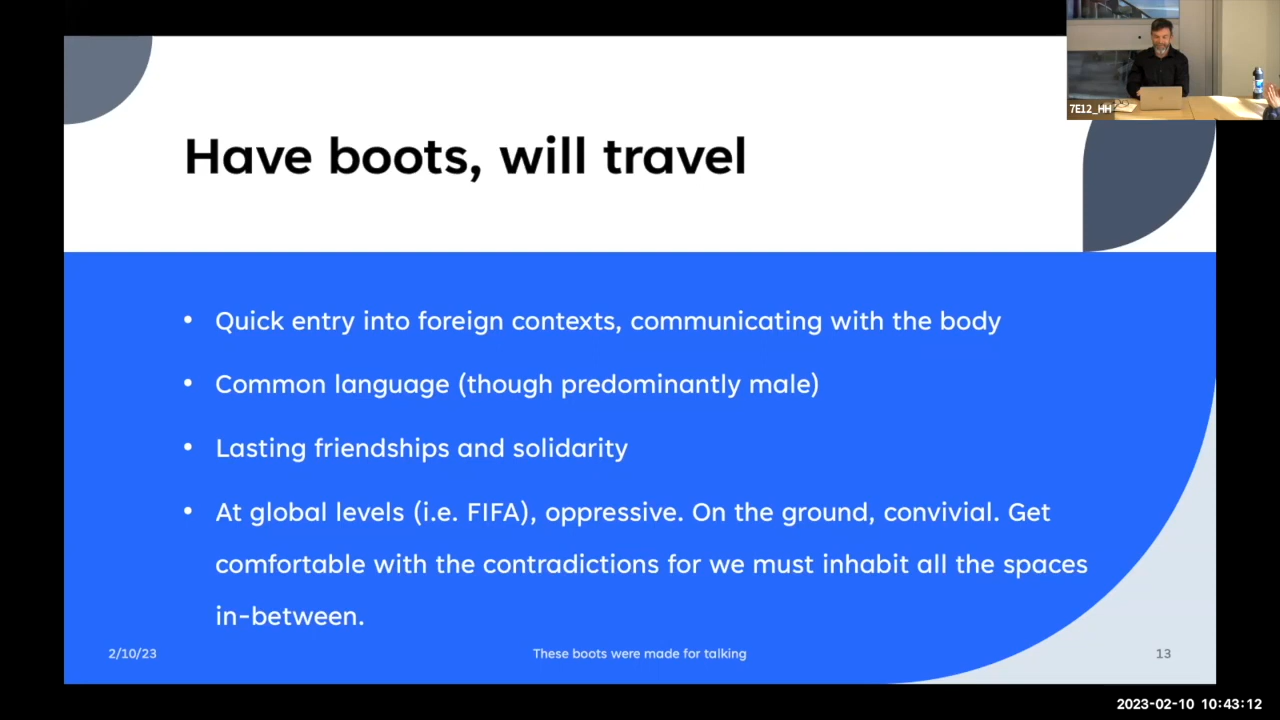 7E12_HH
Have boots, will travel
• Quick entry into foreign contexts, communicating with the body
• Common language (though predominantly male)
• Lasting friendships and solidarity
• At global levels (i.e. FIFA), oppressive. On the ground, convivial. Get
comfortable with the contradictions for we must inhabit all the spaces
in-between.
2/10/23
These boots were made for talking
13
2023-02-10 10:43:12